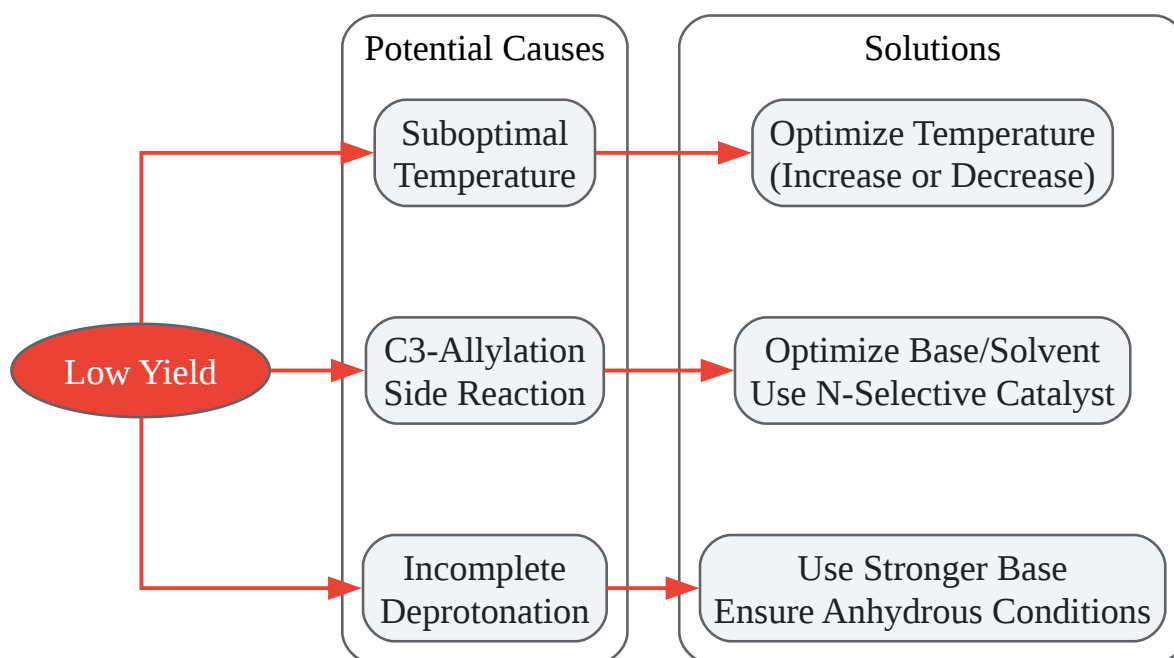 Potential Causes
Solutions
Suboptimal
Temperature
Optimize Temperature
(Increase or Decrease)
Low Yield
C3-Allylation
Side Reaction
Optimize Base/Solvent
Use N-Selective Catalyst
Incomplete
Deprotonation
Use Stronger Base
Ensure Anhydrous Conditions